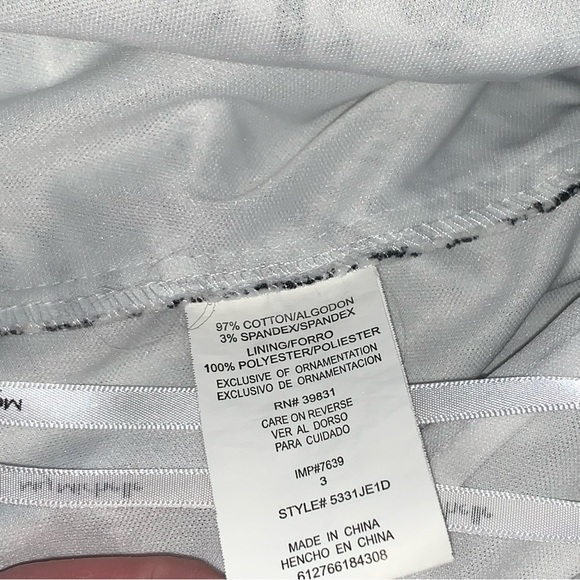 97% COTTON/ALGODON
3% SPANDEX/SPANDEX
LINING/FORRO
100% POLYESTER/POLIESTER
EXCLUSIVE OF ORNAMENTATION
EXCLUSIVO DE ORNAMENTACION
RN# 39831
CARE ON REVERSE
VER AL DORSO
PARA CUIDADO
IMP#7639
3
STYLE# 5331JE1D
MADE IN CHINA
HENCHO EN CHINA
612766184308